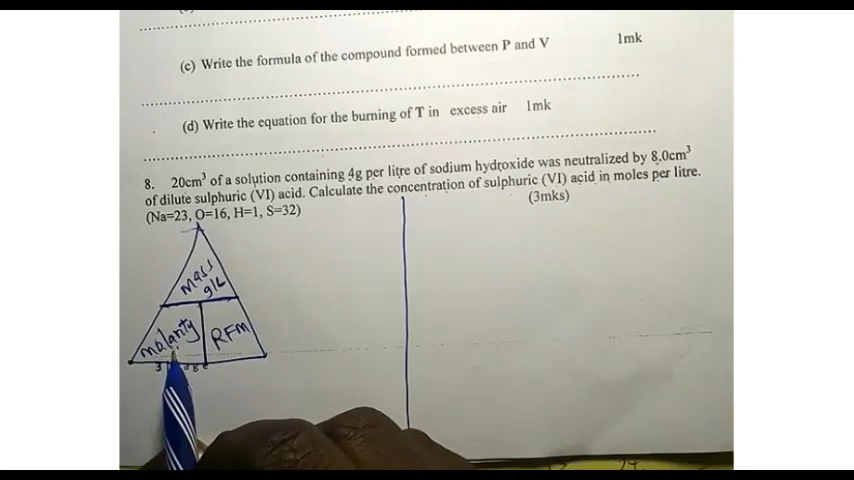 (c) Write the formula of the compound formed between P and V 1mk
(d) Write the equation for the burning of T in excess air 1mk
8. 20cm³ of a solution containing 4g per litre of sodium hydroxide was neutralized by 8.0cm³
of dilute sulphuric (VI) acid. Calculate the concentration of sulphuric (VI) acid in moles per litre.
(Na=23, O=16, H=1, S=32) (3mks)
Mass
g/L
molarity RFM